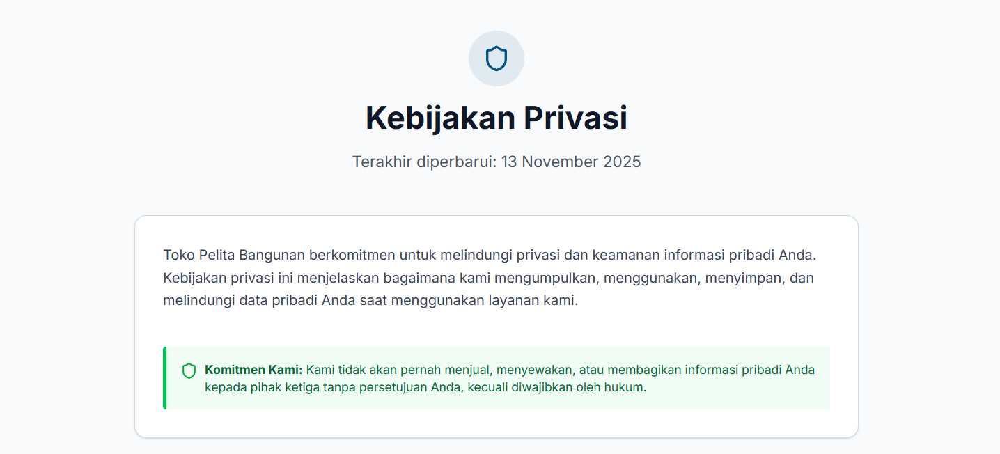 Kebijakan Privasi
Terakhir diperbarui: 13 November 2025
Toko Pelita Bangunan berkomitmen untuk melindungi privasi dan keamanan informasi pribadi Anda.
Kebijakan privasi ini menjelaskan bagaimana kami mengumpulkan, menggunakan, menyimpan, dan
melindungi data pribadi Anda saat menggunakan layanan kami.
Komitmen Kami: Kami tidak akan pernah menjual, menyewakan, atau membagikan informasi pribadi Anda
kepada pihak ketiga tanpa persetujuan Anda, kecuali diwajibkan oleh hukum.